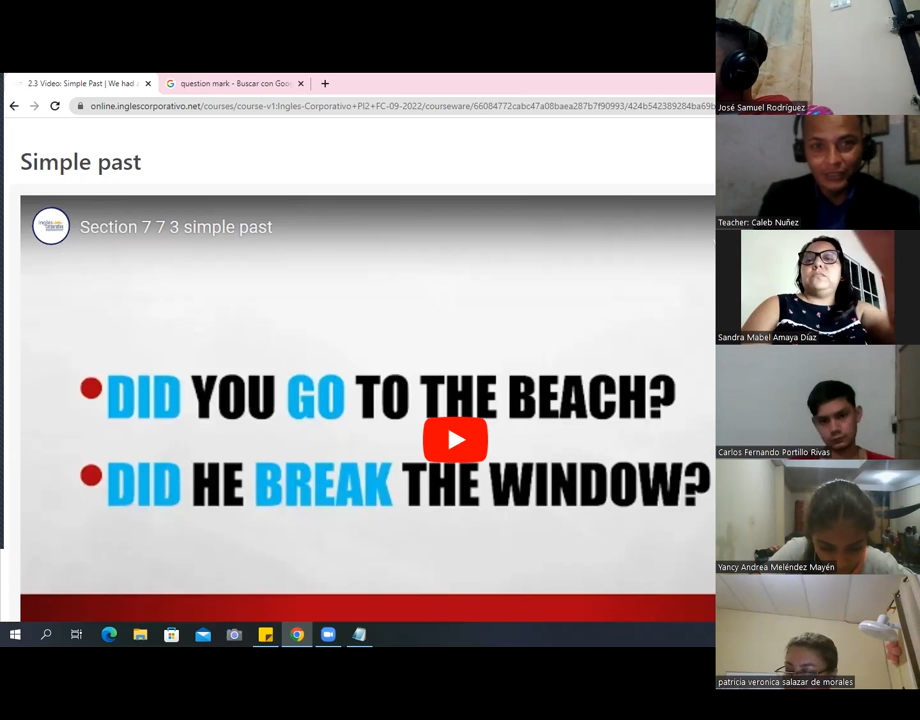 2.3 Video: Simple Past | We had
question mark - Buscar con Goo
online.inglescorporativo.net/courses/course-v1:Ingles-Corporativo+PI2+FC-09-2022/courseware/66084772cabc47a08baea287b7f90993/424b542389284ba69b
Simple past
Section 7 7 3 simple past
•DID YOU GO TO THE BEACH?
•DID HE BREAK THE WINDOW?
José Samuel Rodríguez
Teacher: Caleb Nuñez
Sandra Mabel Amaya Díaz
Carlos Fernando Portillo Rivas
Yancy Andrea Meléndez Mayén
patricia veronica salazar de morales